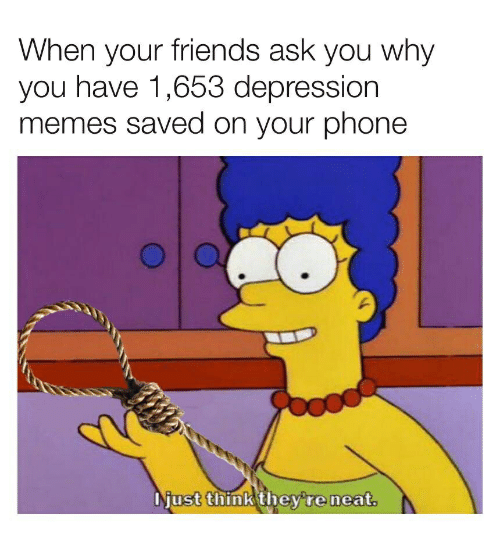 When your friends ask you why
you have 1,653 depression
memes saved on your phone
I just think they're neat.